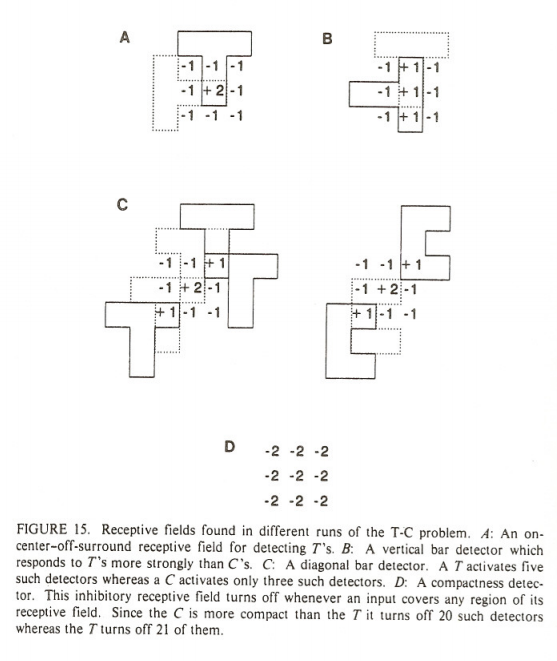 A
-1 -1 -1
-1 +2 -1
-1 -1 -1
B
-1 +1 -1
-1 +1 -1
-1 +1 -1
C
-1 -1 +1
-1 +2 -1
+1 -1 -1
-1 -1 +1
-1 +2 -1
+1 -1 -1
D
-2 -2 -2
-2 -2 -2
-2 -2 -2
FIGURE 15. Receptive fields found in different runs of the T-C problem. A: An on-
center-off-surround receptive field for detecting T's. B: A vertical bar detector which
responds to T's more strongly than C's. C: A diagonal bar detector. A T activates five
such detectors whereas a C activates only three such detectors. D: A compactness detec-
tor. This inhibitory receptive field turns off whenever an input covers any region of its
receptive field. Since the C is more compact than the T it turns off 20 such detectors
whereas the T turns off 21 of them.